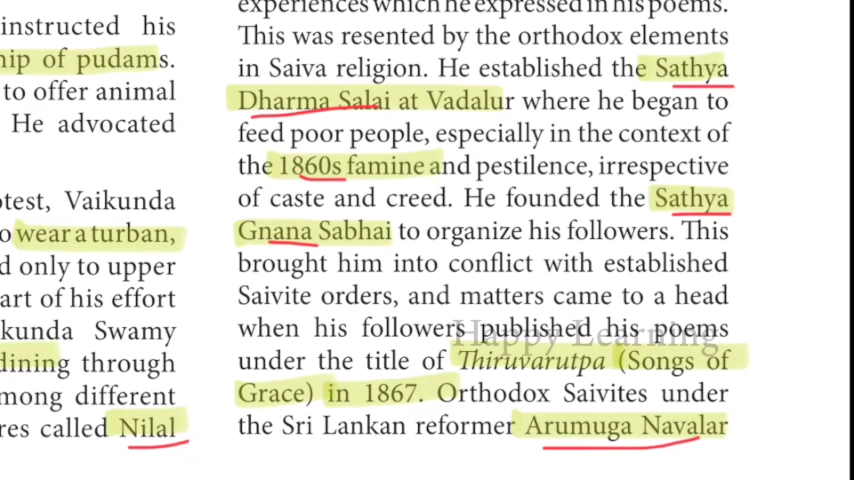 instructed his
hip of pudams.
to offer animal
He advocated
otest, Vaikunda
o wear a turban,
d only to upper
art of his effort
kunda Swamy
dining through
mong different
res called Nilal
experiences which he expressed in his poems.
This was resented by the orthodox elements
in Saiva religion. He established the Sathya
Dharma Salai at Vadalur where he began to
feed poor people, especially in the context of
the 1860s famine and pestilence, irrespective
of caste and creed. He founded the Sathya
Gnana Sabhai to organize his followers. This
brought him into conflict with established
Saivite orders, and matters came to a head
when his followers published his poems
under the title of Thiruvarutpa (Songs of
Grace) in 1867. Orthodox Saivites under
the Sri Lankan reformer Arumuga Navalar
Happy Learning